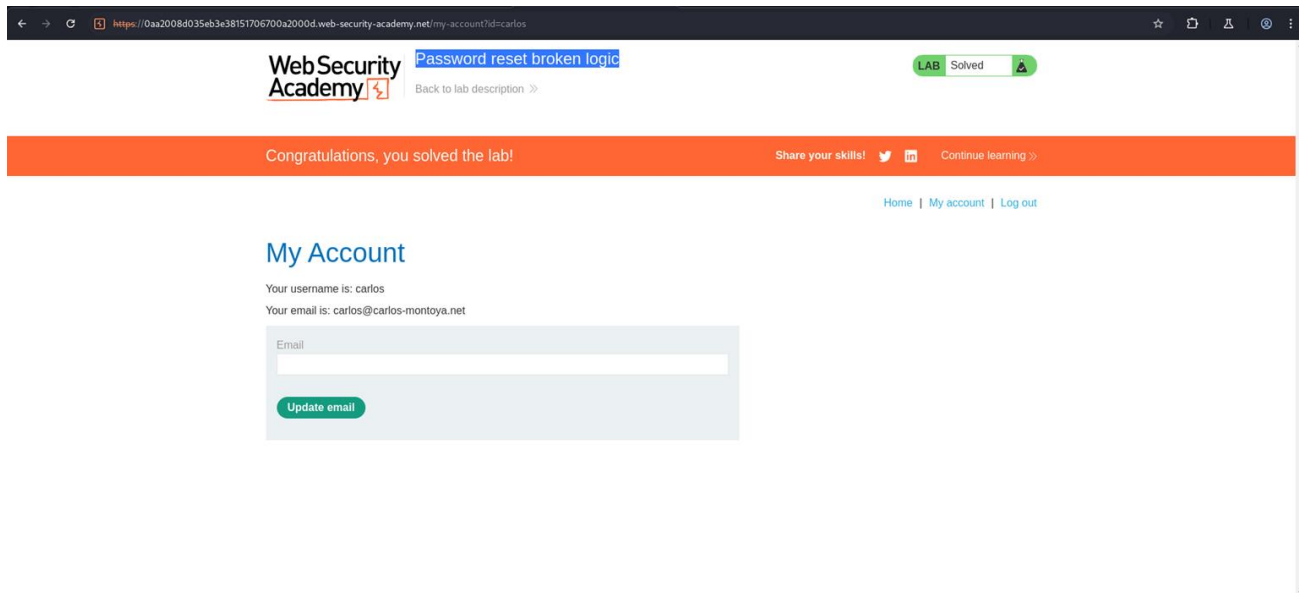 https://0aa2008d035eb3e38151706700a2000d.web-security-academy.net/my-account?id=carlos
WebSecurity Academy
Password reset broken logic
Back to lab description »
LAB Solved
Congratulations, you solved the lab!
Share your skills! Continue learning »
Home | My account | Log out
My Account
Your username is: carlos
Your email is: carlos@carlos-montoya.net
Email
Update email